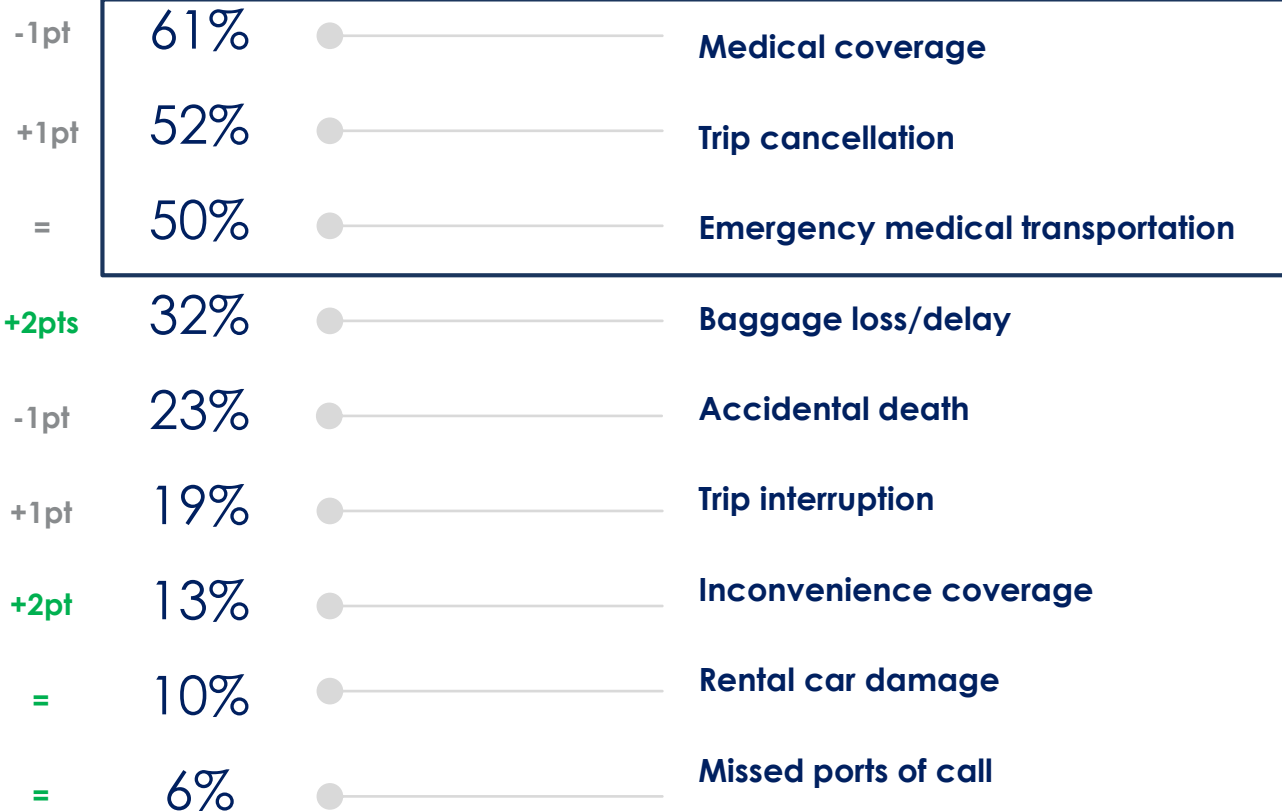 -1pt 61% Medical coverage
+1pt 52% Trip cancellation
= 50% Emergency medical transportation
+2pts 32% Baggage loss/delay
-1pt 23% Accidental death
+1pt 19% Trip interruption
+2pt 13% Inconvenience coverage
= 10% Rental car damage
= 6% Missed ports of call